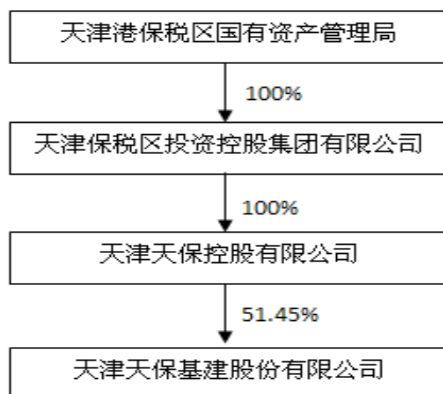 天津港保税区国有资产管理局
100%
天津保税区投资控股集团有限公司
100%
天津天保控股有限公司
51.45%
天津天保基建股份有限公司